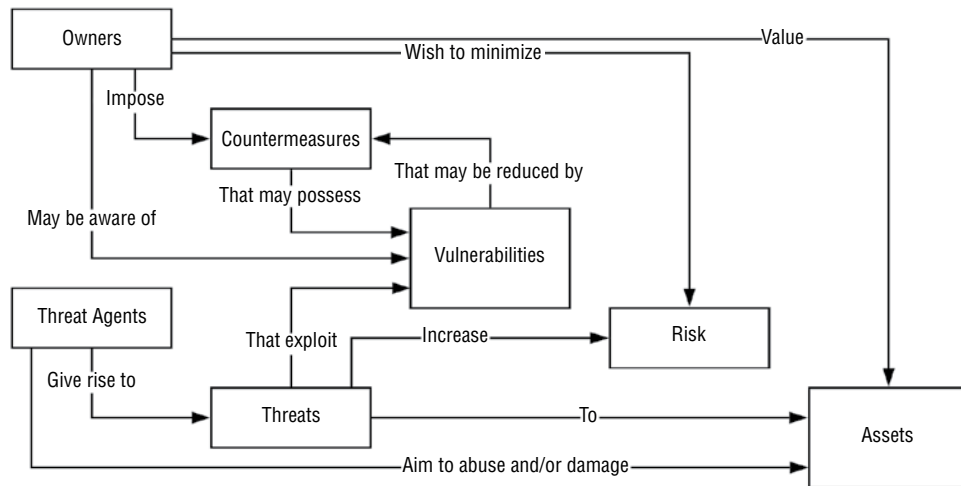 Owners
Value
Wish to minimize
Impose
Countermeasures
That may be reduced by
That may possess
May be aware of
Vulnerabilities
Threat Agents
That exploit
Increase
Risk
Give rise to
Threats
To
Assets
Aim to abuse and/or damage